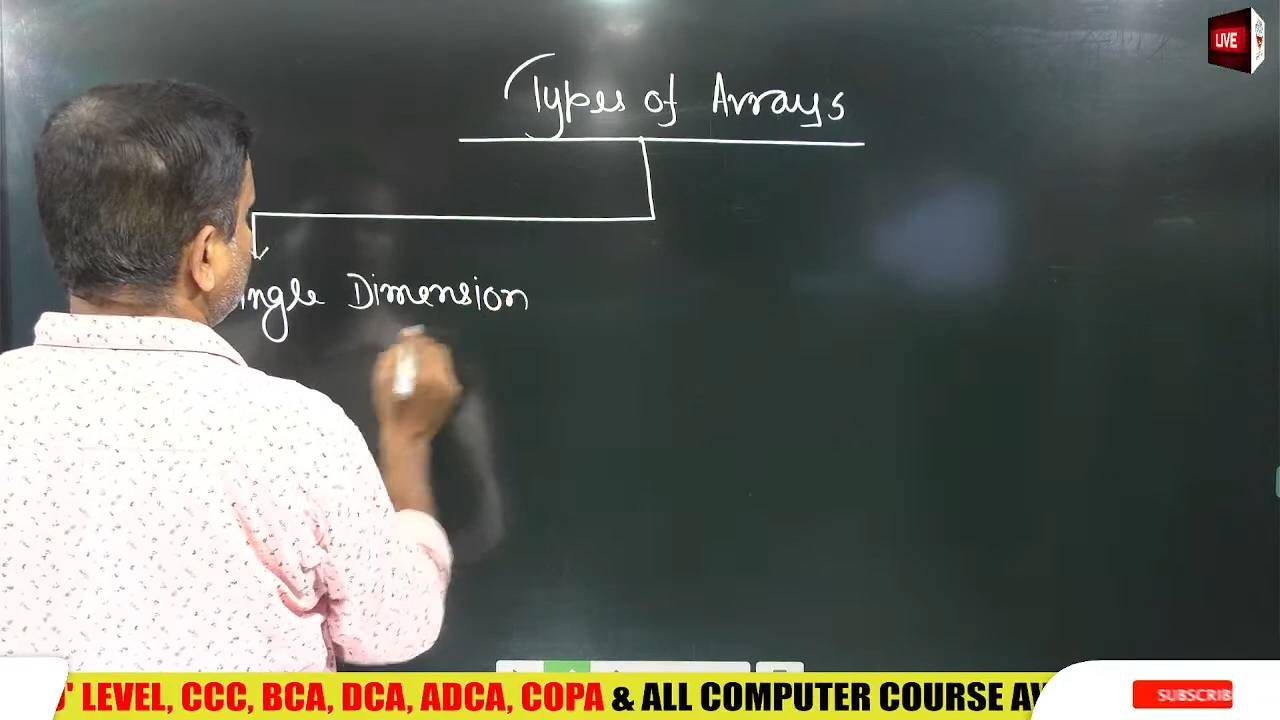 LIVE
Types of Arrays
ingle Dimension
' LEVEL, CCC, BCA, DCA, ADCA, COPA & ALL COMPUTER COURSE AV
SUBSCRIB